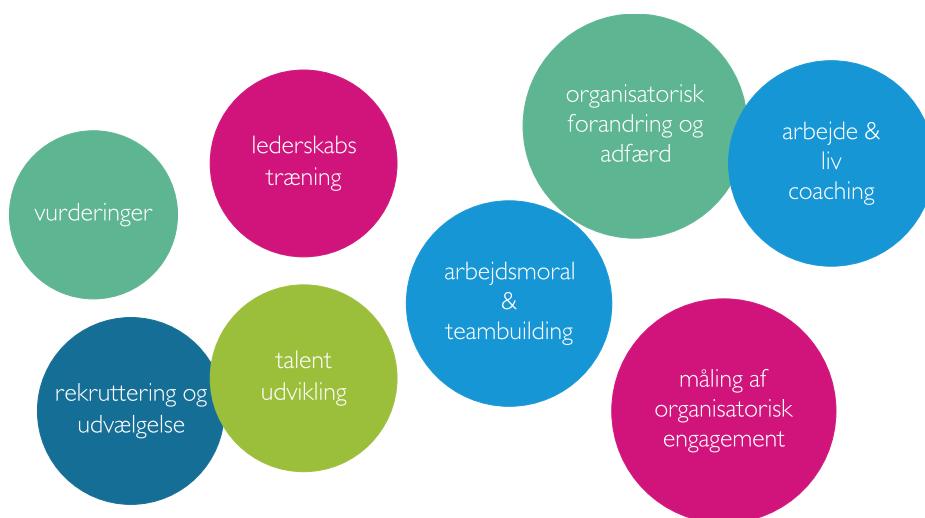 vurderinger
lederskabs
træning
organisatorisk
forandring og
adfærd
arbejde &
liv
coaching
rekruttering og
udvælgelse
talent
udvikling
arbejdsmoral
&
teambuilding
måling af
organisatorisk
engagement